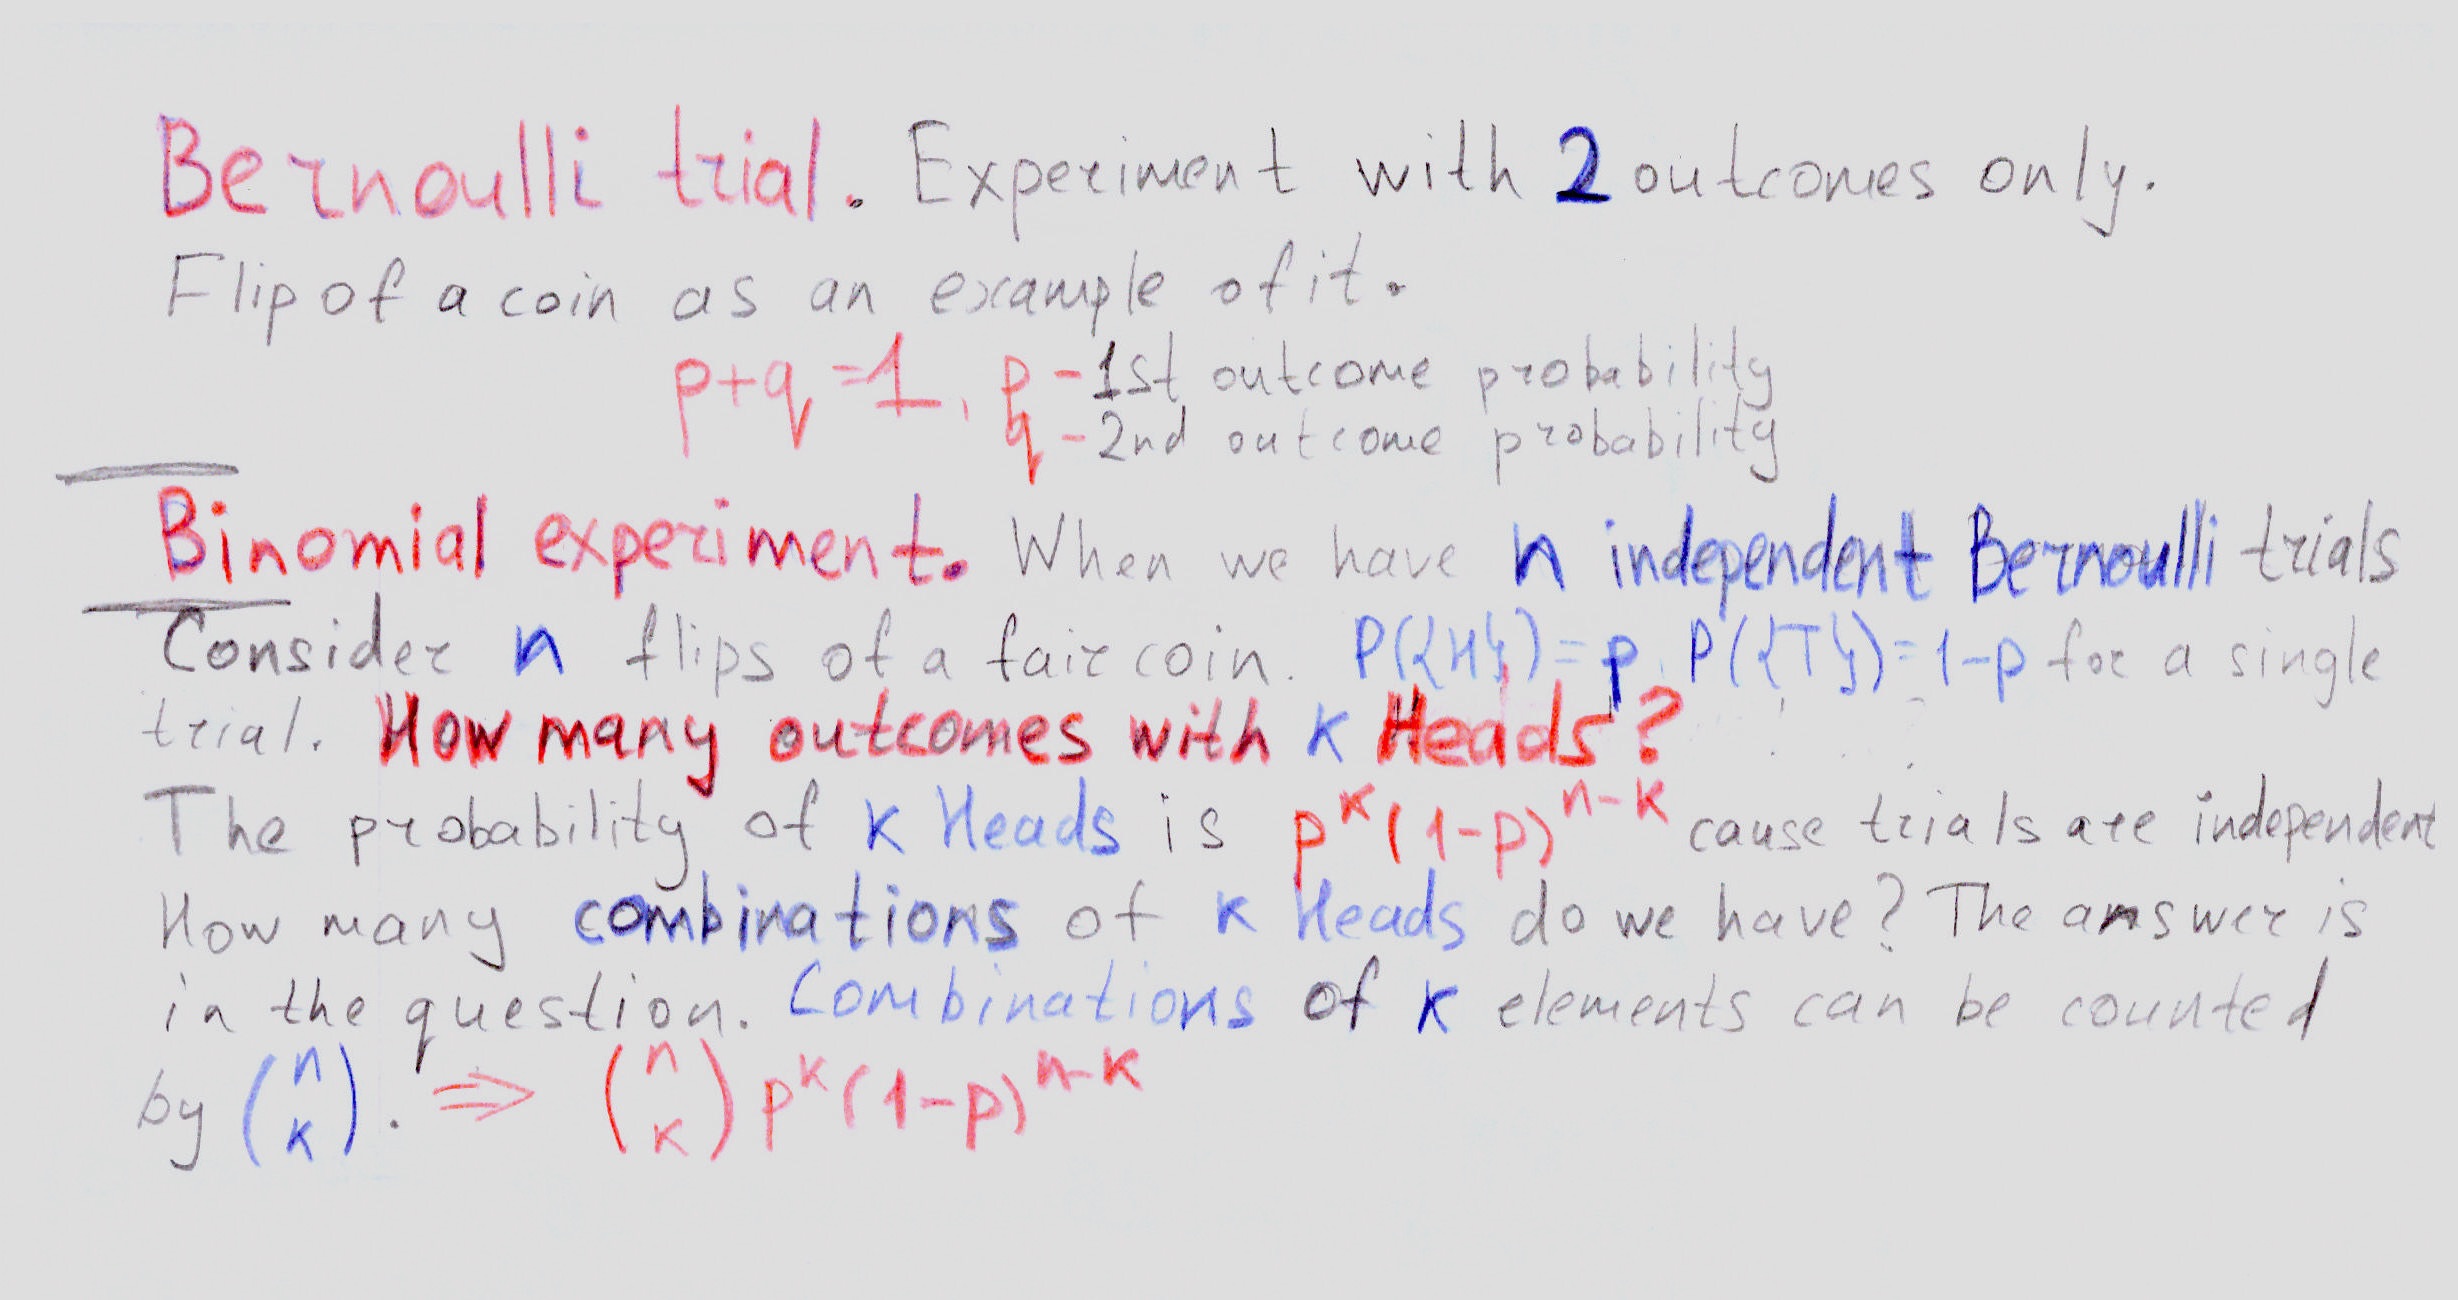 Bernoulli trial. Experiment with 2 outcomes only.
Flip of a coin as an example of it.
p+q=1, p - 1st outcome probability
q - 2nd outcome probability
Binomial experiment. When we have n independent Bernoulli trials
Consider n flips of a fair coin. P({H})=p, P({T})=1-p for a single
trial. How many outcomes with k Heads?
The probability of k Heads is p^k(1-p)^{n-k} cause trials are independent
How many combinations of k Heads do we have? The answer is
in the question. Combinations of k elements can be counted
by (n k). ⇒ (n k) p^k(1-p)^{n-k}